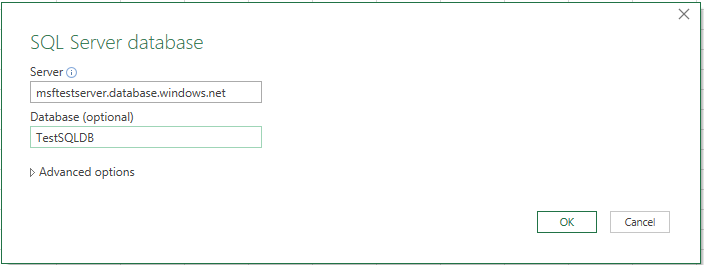 SQL Server database
Server
msftestserver.database.windows.net
Database (optional)
TestSQLDB
Advanced options
OK
Cancel